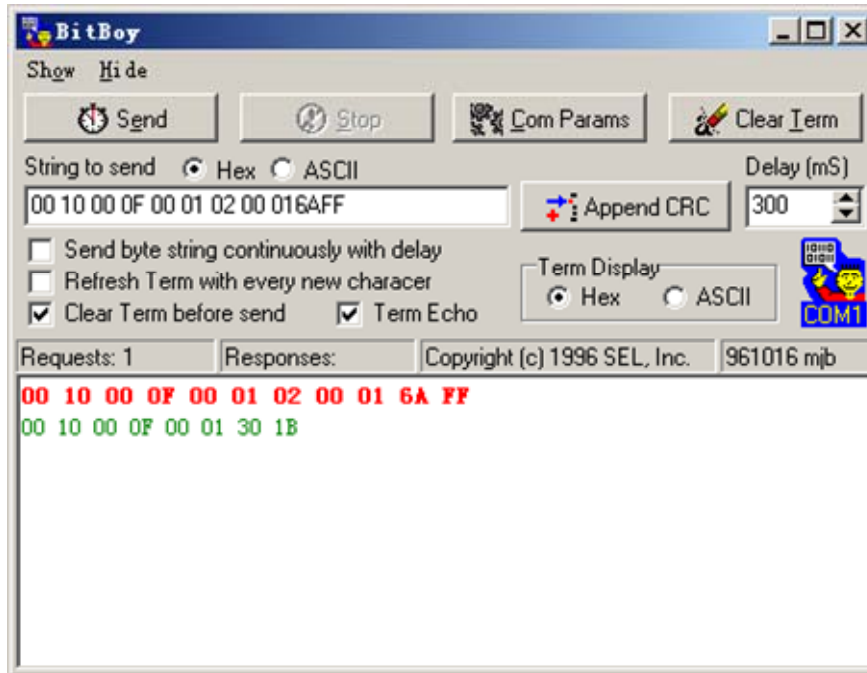 BitBoy
Show Hide
Send Stop Com Params Clear Term
String to send Hex ASCII Delay (mS)
00 10 00 0F 00 01 02 00 016AFF Append CRC 300
Send byte string continuously with delay
Refresh Term with every new characer
Clear Term before send Term Echo
Term Display
Hex ASCII
COM1
Requests: 1 Responses: Copyright (c) 1996 SEL, Inc. 961016 mjb
00 10 00 0F 00 01 02 00 01 6A FF
00 10 00 0F 00 01 30 1B